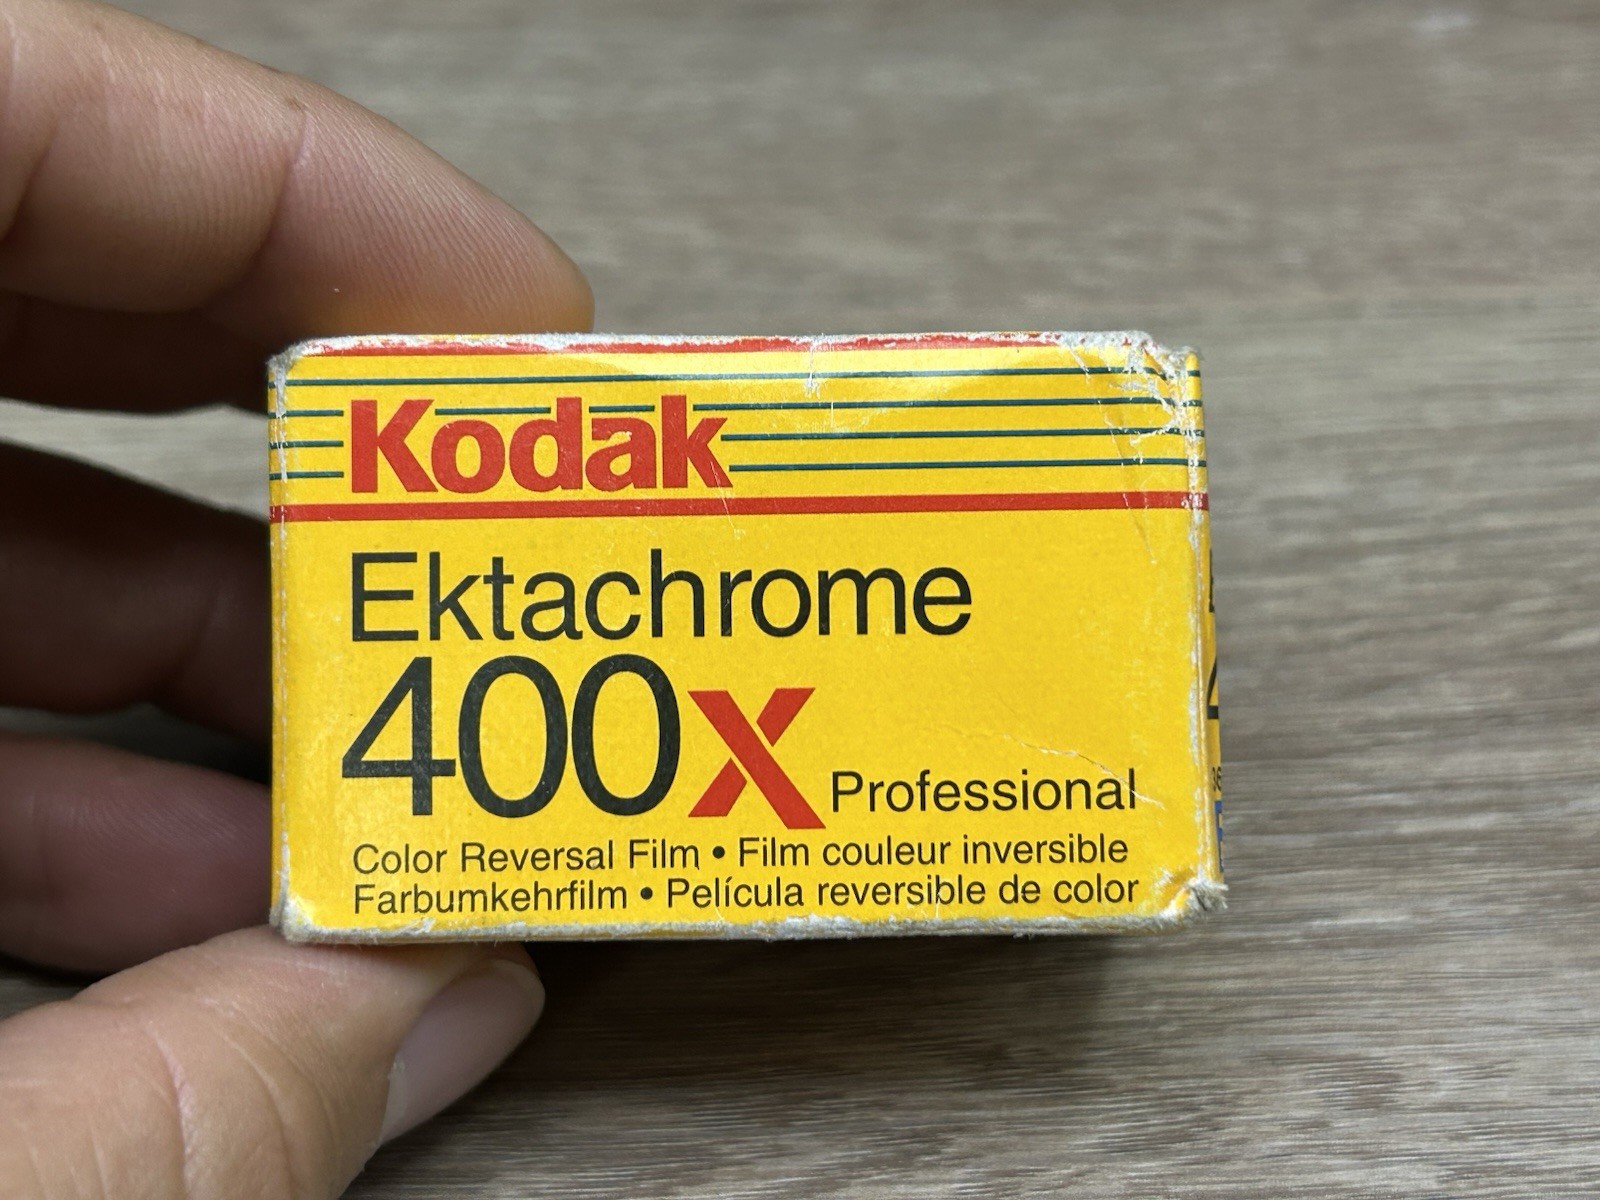 Kodak
Ektachrome
400x Professional
Color Reversal Film • Film couleur inversible
Farbumkehrfilm • Película reversible de color